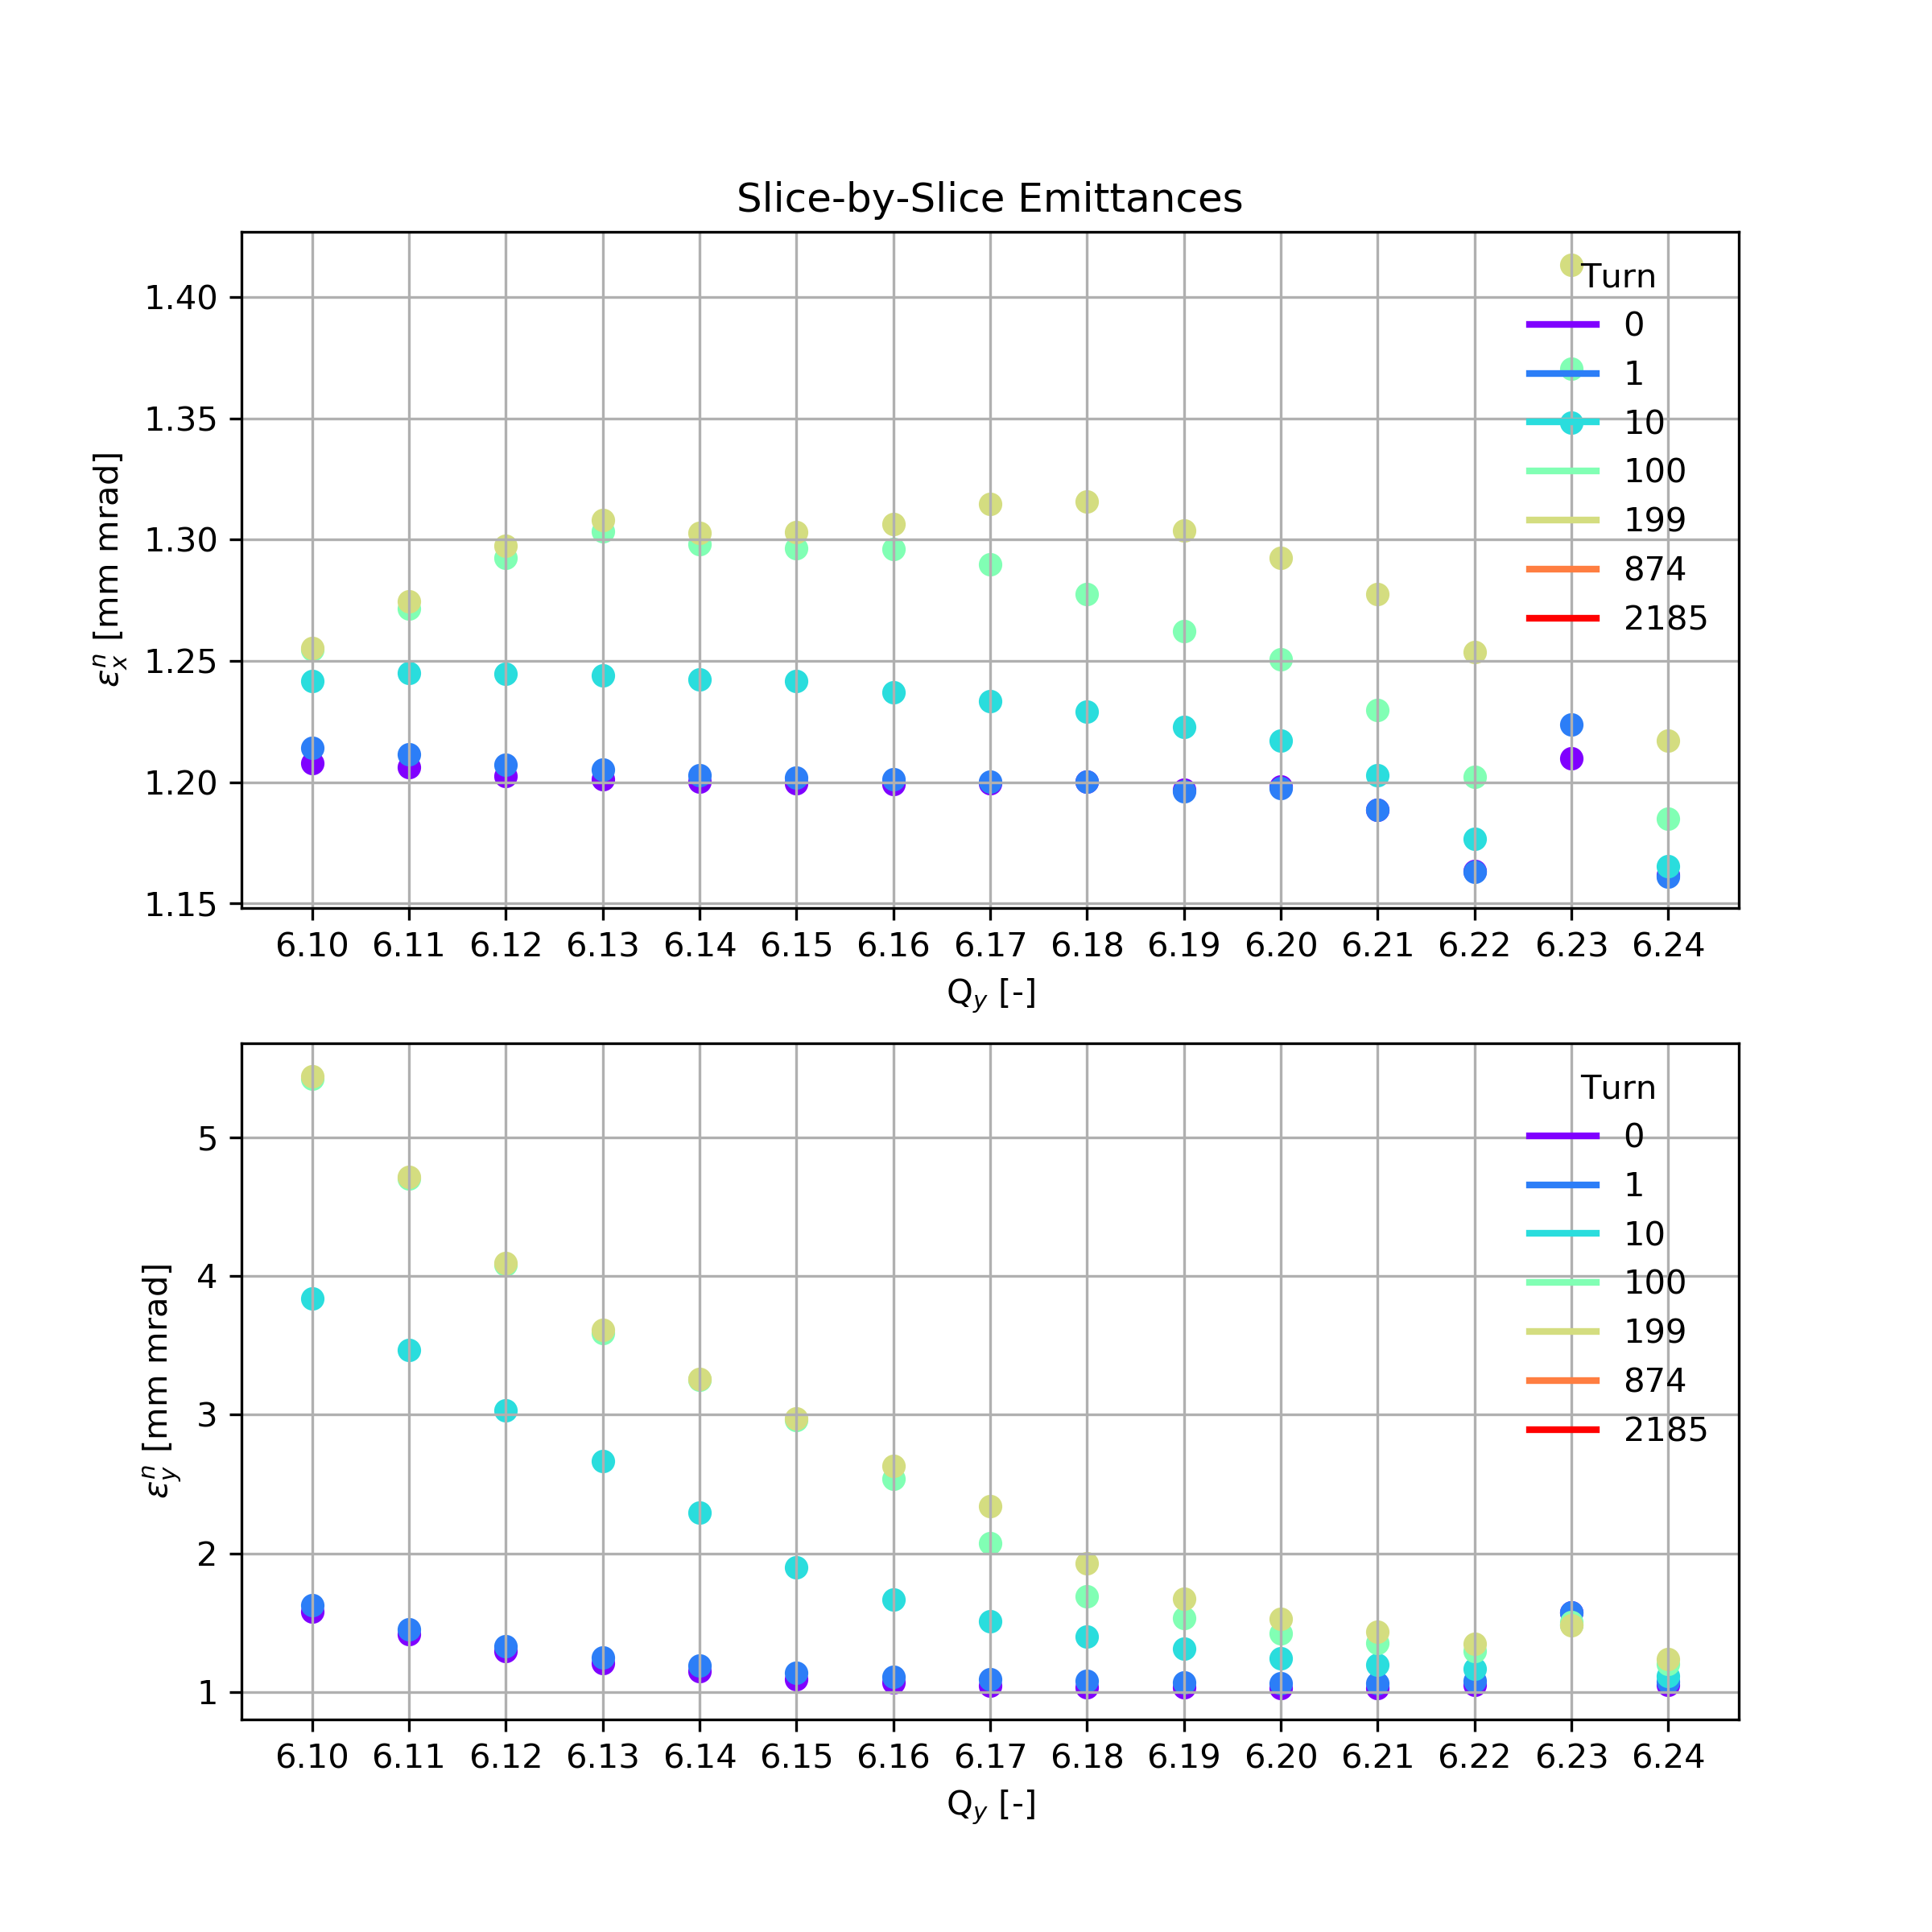 Slice-by-Slice Emittances
1.40
1.35
1.30
1.25
1.20
1.15
ε_x^n [mm mrad]
Turn
0
1
10
100
199
874
2185
6.10 6.11 6.12 6.13 6.14 6.15 6.16 6.17 6.18 6.19 6.20 6.21 6.22 6.23 6.24
Q_y [-]
5
4
3
2
1
ε_y^n [mm mrad]
Turn
0
1
10
100
199
874
2185
6.10 6.11 6.12 6.13 6.14 6.15 6.16 6.17 6.18 6.19 6.20 6.21 6.22 6.23 6.24
Q_y [-]